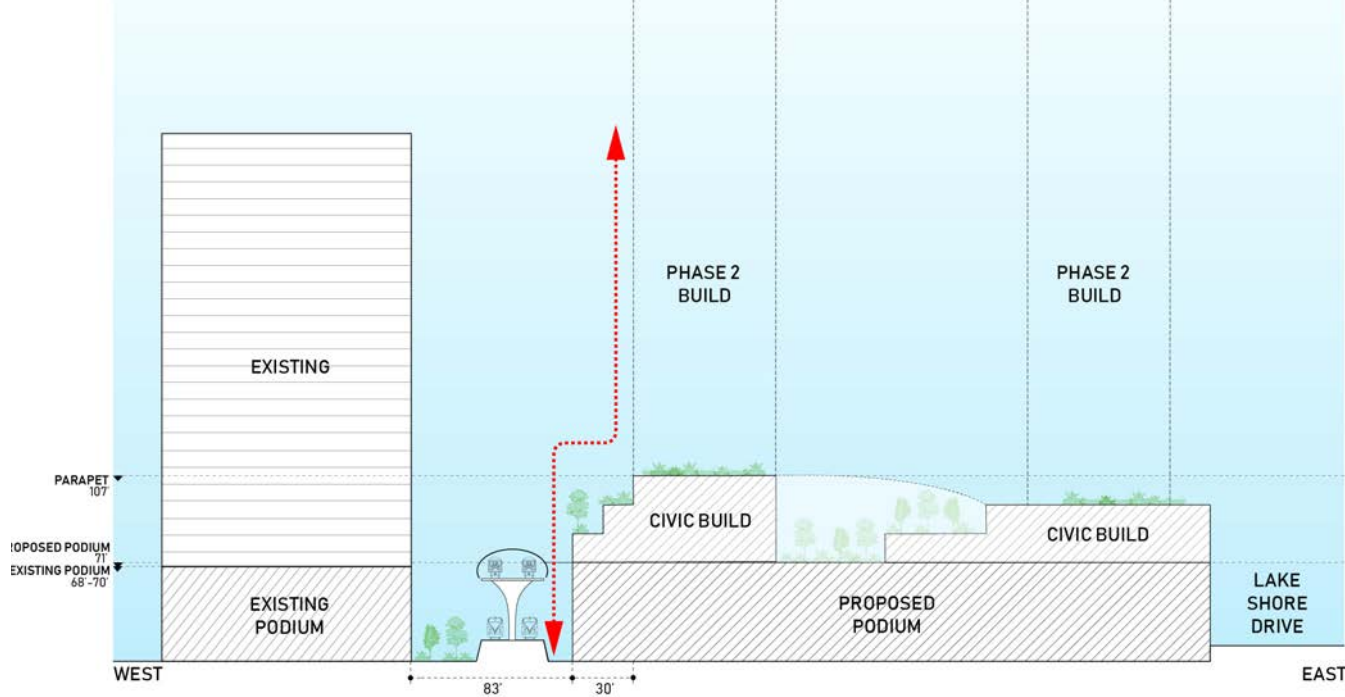 PHASE 2
BUILD
PHASE 2
BUILD
EXISTING
PARAPET
107'
CIVIC BUILD
CIVIC BUILD
ROPOSED PODIUM
71'
EXISTING PODIUM
68'-70'
EXISTING
PODIUM
PROPOSED
PODIUM
LAKE
SHORE
DRIVE
WEST
EAST
83'
30'